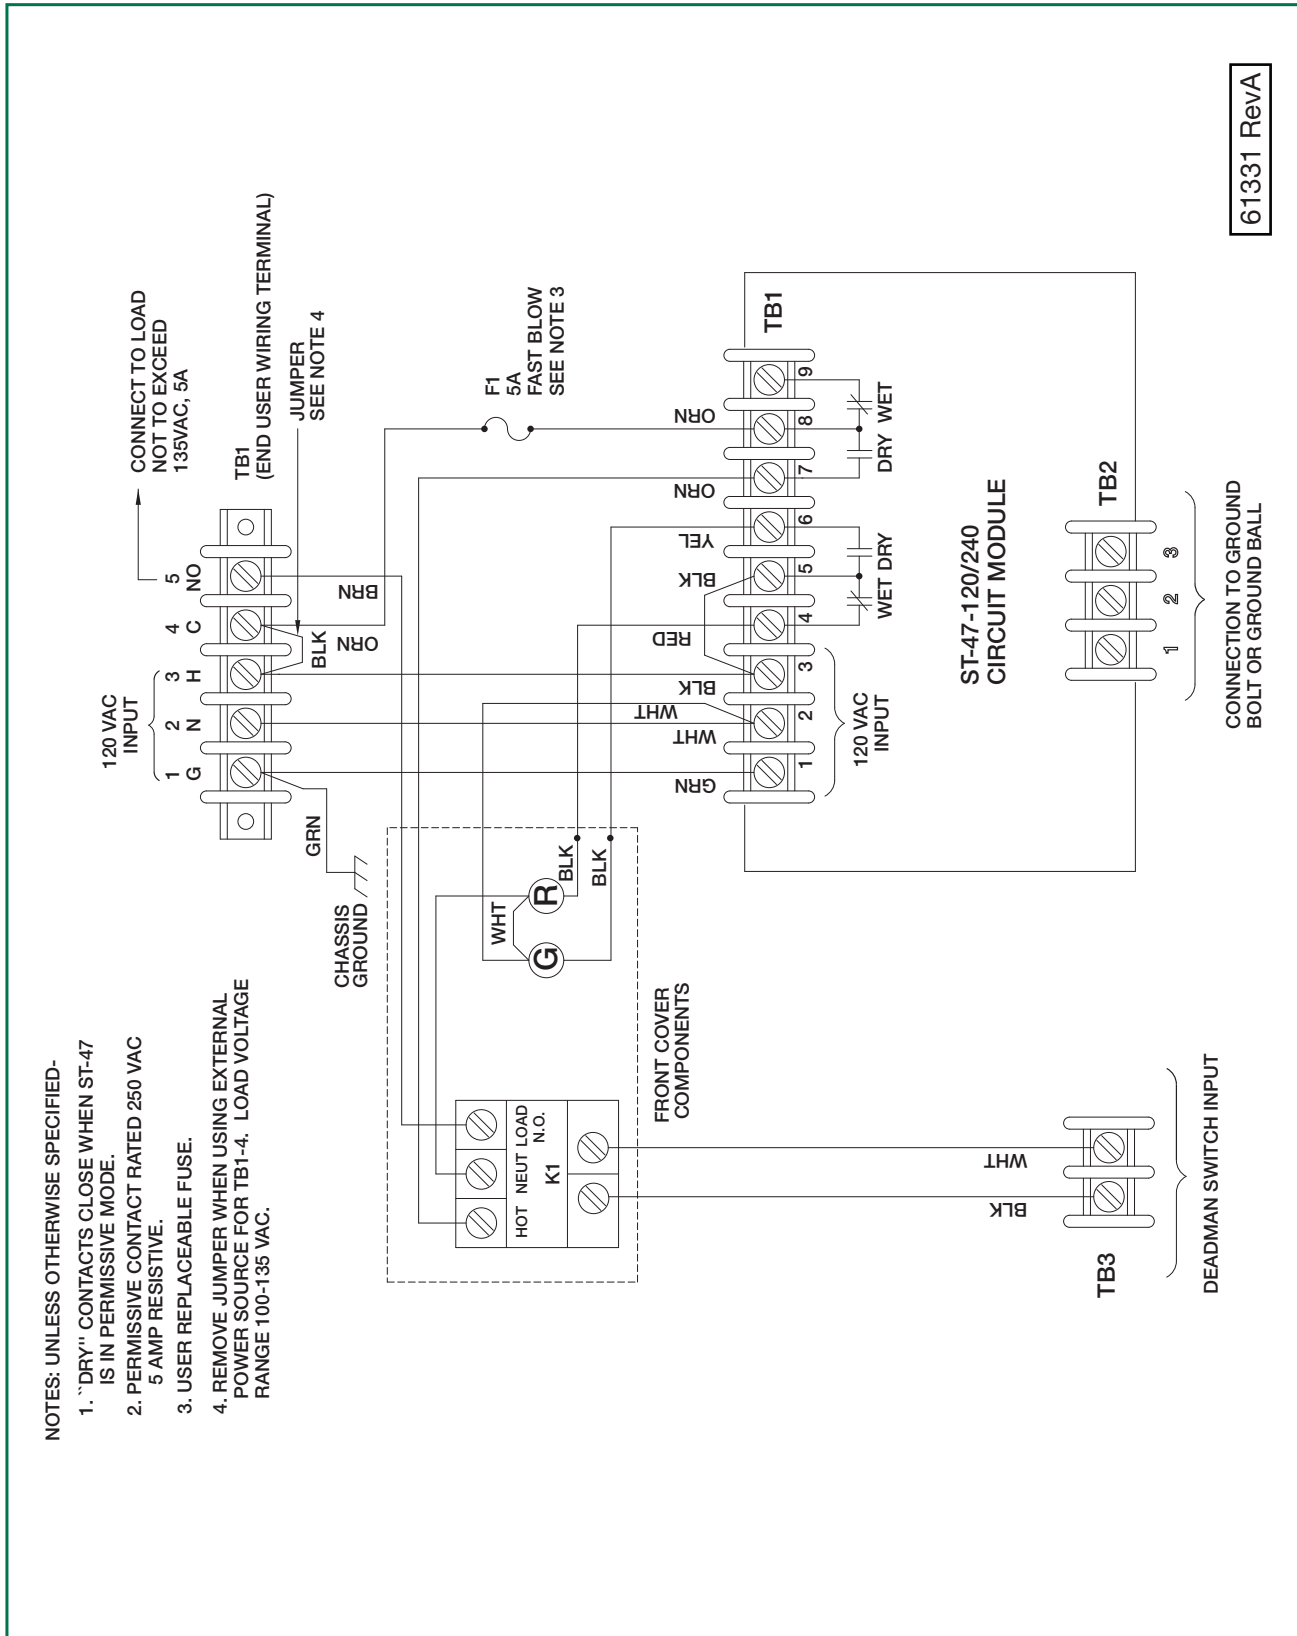 NOTES: UNLESS OTHERWISE SPECIFIED-
1. ``DRY'' CONTACTS CLOSE WHEN ST-47
IS IN PERMISSIVE MODE.
2. PERMISSIVE CONTACT RATED 250 VAC
5 AMP RESISTIVE.
3. USER REPLACEABLE FUSE.
4. REMOVE JUMPER WHEN USING EXTERNAL
POWER SOURCE FOR TB1-4. LOAD VOLTAGE
RANGE 100-135 VAC.
120 VAC
INPUT
CONNECT TO LOAD
NOT TO EXCEED
135VAC, 5A
1 2 3 4 5
G N H C NO
TB1
(END USER WIRING TERMINAL)
JUMPER
SEE NOTE 4
GRN
BLK
ORN
BRN
CHASSIS
GROUND
F1
5A
FAST BLOW
SEE NOTE 3
HOT NEUT LOAD
N.O.
K1
WHT
G
R
BLK
BLK
FRONT COVER
COMPONENTS
GRN
WHT
WHT
BLK
RED
BLK
YEL
ORN
ORN
TB1
1 2 3 4 5 6 7 8 9
120 VAC
INPUT
WET DRY
DRY WET
ST-47-120/240
CIRCUIT MODULE
TB2
1 2 3
CONNECTION TO GROUND
BOLT OR GROUND BALL
BLK
WHT
TB3
DEADMAN SWITCH INPUT
61331 RevA